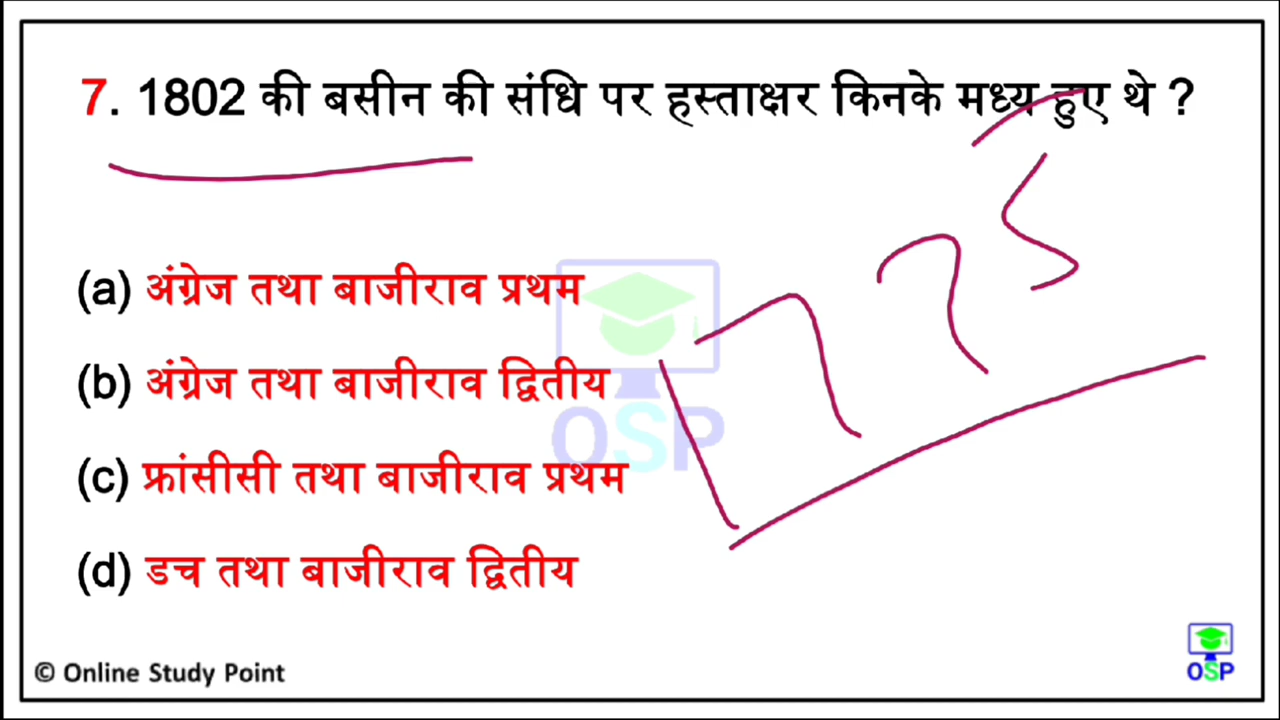 7. 1802 की बसीन की संधि पर हस्ताक्षर किनके मध्य हुए थे ?
(a) अंग्रेज तथा बाजीराव प्रथम
(b) अंग्रेज तथा बाजीराव द्वितीय
(c) फ्रांसीसी तथा बाजीराव प्रथम
(d) डच तथा बाजीराव द्वितीय
OSP
1725
© Online Study Point
OSP